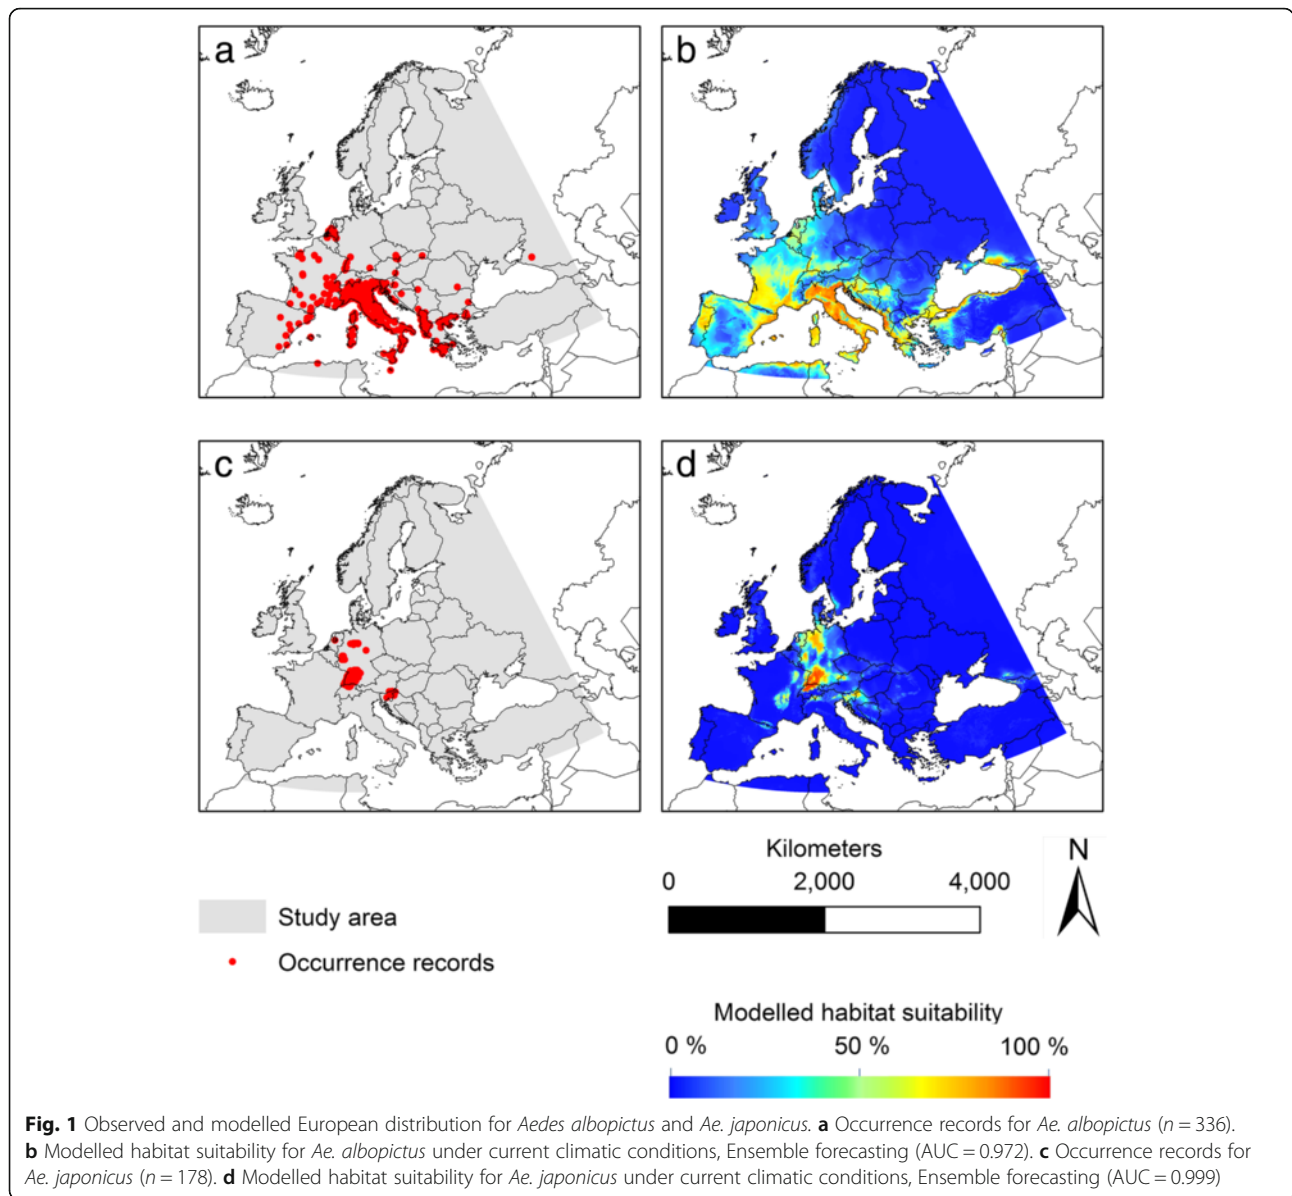 a
b
c
d
Kilometers
0 2,000 4,000
N
Study area
Occurrence records
Modelled habitat suitability
0 % 50 % 100 %
Fig. 1 Observed and modelled European distribution for Aedes albopictus and Ae. japonicus. a Occurrence records for Ae. albopictus (n = 336).
b Modelled habitat suitability for Ae. albopictus under current climatic conditions, Ensemble forecasting (AUC = 0.972). c Occurrence records for
Ae. japonicus (n = 178). d Modelled habitat suitability for Ae. japonicus under current climatic conditions, Ensemble forecasting (AUC = 0.999)